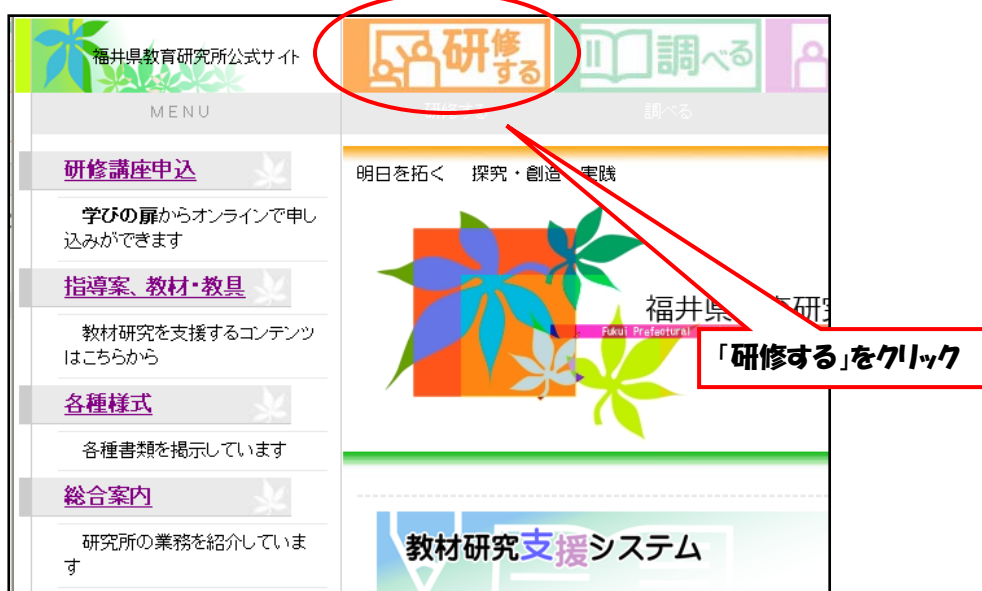 福井県教育研究所公式サイト
研修する
調べる
MENU
研修する
調べる
研修講座申込
学びの扉からオンラインで申し
込みができます
指導案、教材・教具
教材研究を支援するコンテンツ
はこちらから
各種様式
各種書類を掲示しています
総合案内
研究所の業務を紹介していま
す
明日を拓く 探究・創造・実践
福井県
Fukui Prefectural
「研修する」をクリック
教材研究支援システム